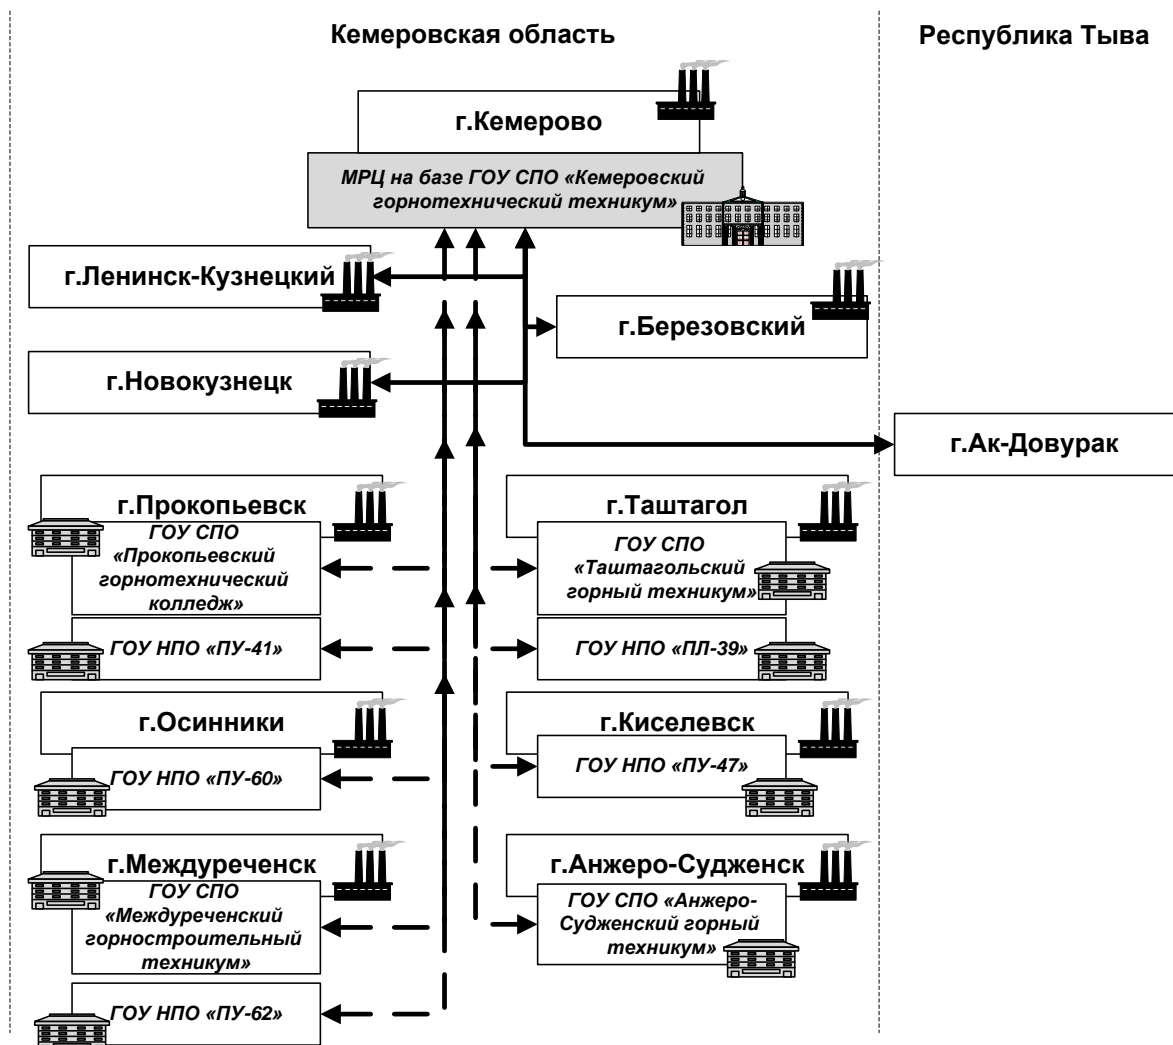 Кемеровская область
Республика Тыва
г.Кемерово
МРЦ на базе ГОУ СПО «Кемеровский
горнотехнический техникум»
г.Ленинск-Кузнецкий
г.Березовский
г.Новокузнецк
г.Ак-Довурак
г.Прокопьевск
ГОУ СПО
«Прокопьевский
горнотехнический
колледж»
ГОУ НПО «ПУ-41»
г.Таштагол
ГОУ СПО
«Таштагольский
горный техникум»
ГОУ НПО «ПЛ-39»
г.Осинники
ГОУ НПО «ПУ-60»
г.Киселевск
ГОУ НПО «ПУ-47»
г.Междуреченск
ГОУ СПО
«Междуреченский
горностроительный
техникум»
ГОУ НПО «ПУ-62»
г.Анжеро-Судженск
ГОУ СПО «Анжеро-
Судженский горный
техникум»